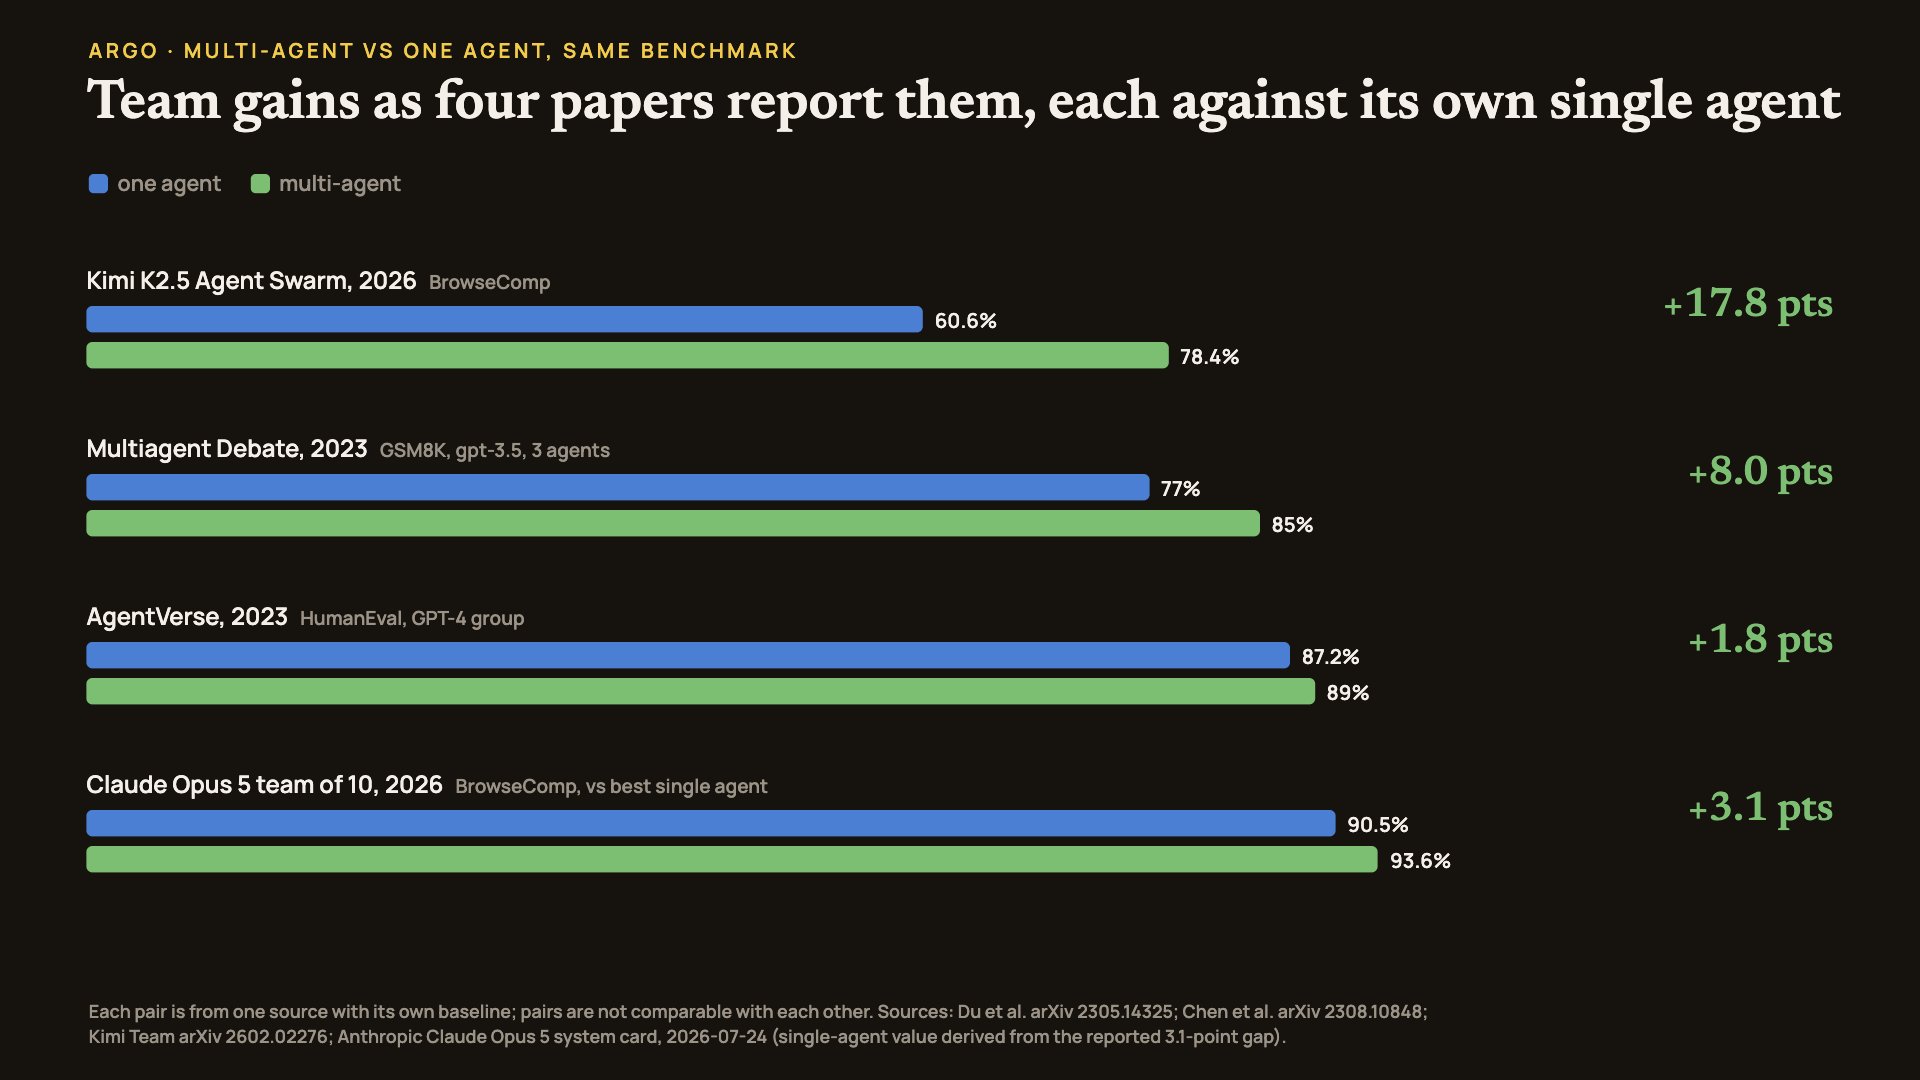 ARGO · MULTI-AGENT VS ONE AGENT, SAME BENCHMARK
Team gains as four papers report them, each against its own single agent
one agent multi-agent
Kimi K2.5 Agent Swarm, 2026 BrowseComp
+17.8 pts
60.6%
78.4%
Multiagent Debate, 2023 GSM8K, gpt-3.5, 3 agents
+8.0 pts
77%
85%
AgentVerse, 2023 HumanEval, GPT-4 group
+1.8 pts
87.2%
89%
Claude Opus 5 team of 10, 2026 BrowseComp, vs best single agent
+3.1 pts
90.5%
93.6%
Each pair is from one source with its own baseline; pairs are not comparable with each other. Sources: Du et al. arXiv 2305.14325; Chen et al. arXiv 2308.10848;
Kimi Team arXiv 2602.02276; Anthropic Claude Opus 5 system card, 2026-07-24 (single-agent value derived from the reported 3.1-point gap).